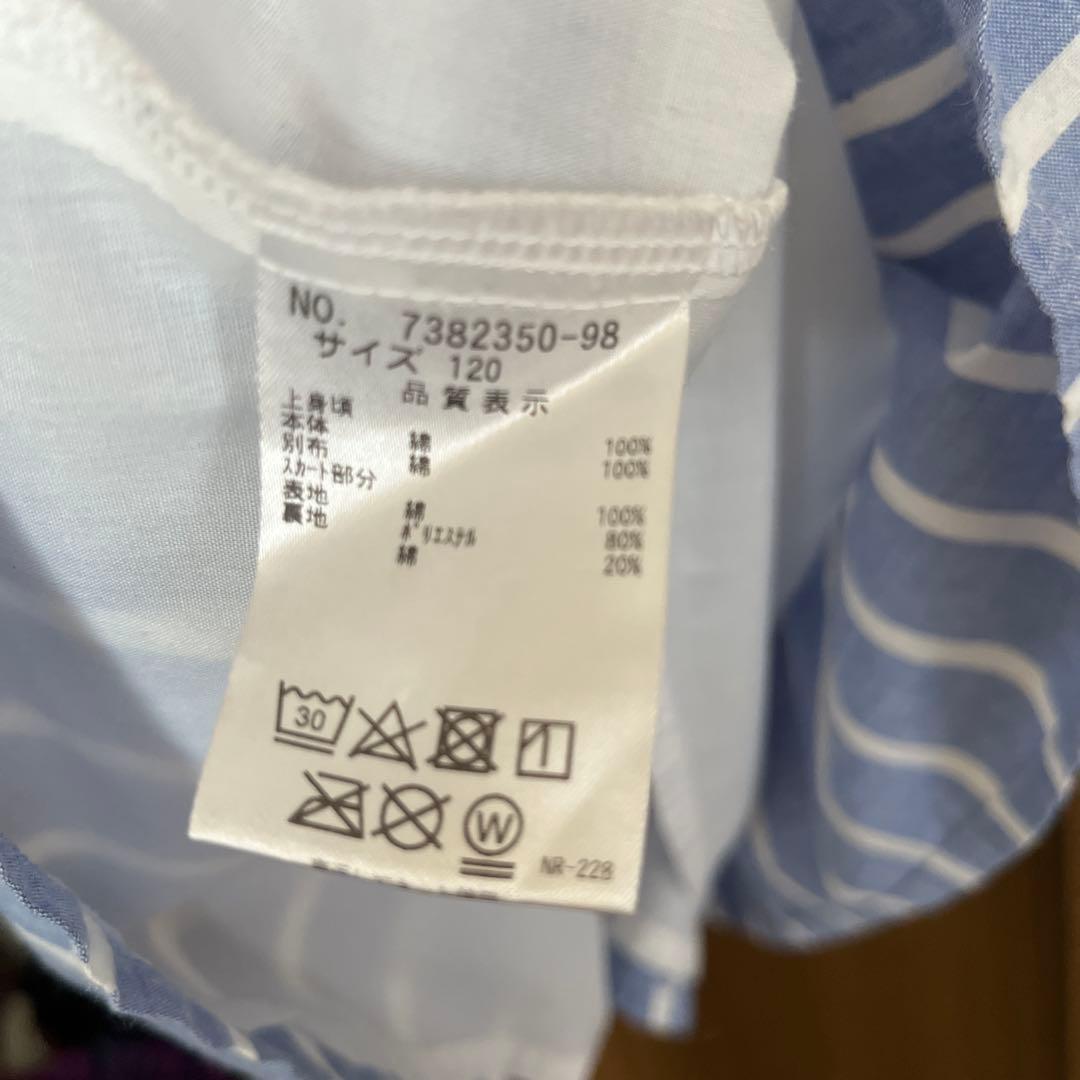 NO. 7382350-98
サイズ 120
品質表示
上身頃
本体 綿 100%
別布 綿 100%
スカート部分
表地 綿 100%
裏地 ポリエステル 80%
綿 20%
30
W
NR-228